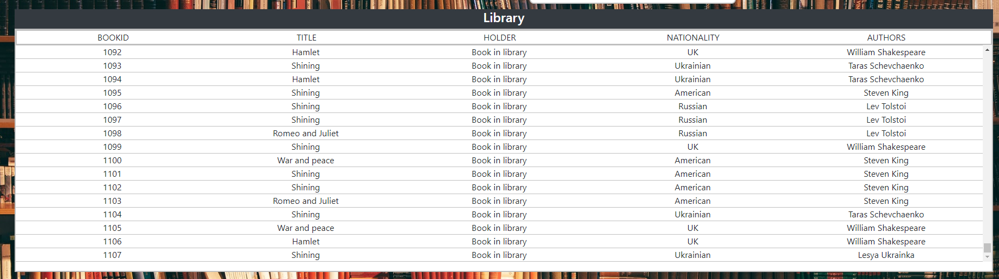 Library
BOOKID TITLE HOLDER NATIONALITY AUTHORS
1092 Hamlet Book in library UK William Shakespeare
1093 Shining Book in library Ukrainian Taras Schevchaenko
1094 Hamlet Book in library Ukrainian Taras Schevchaenko
1095 Shining Book in library American Steven King
1096 Shining Book in library Russian Lev Tolstoi
1097 Shining Book in library Russian Lev Tolstoi
1098 Romeo and Juliet Book in library Russian Lev Tolstoi
1099 Shining Book in library UK William Shakespeare
1100 War and peace Book in library American Steven King
1101 Shining Book in library American Steven King
1102 Shining Book in library American Steven King
1103 Romeo and Juliet Book in library American Steven King
1104 Shining Book in library Ukrainian Taras Schevchaenko
1105 War and peace Book in library UK William Shakespeare
1106 Hamlet Book in library UK William Shakespeare
1107 Shining Book in library Ukrainian Lesya Ukrainka